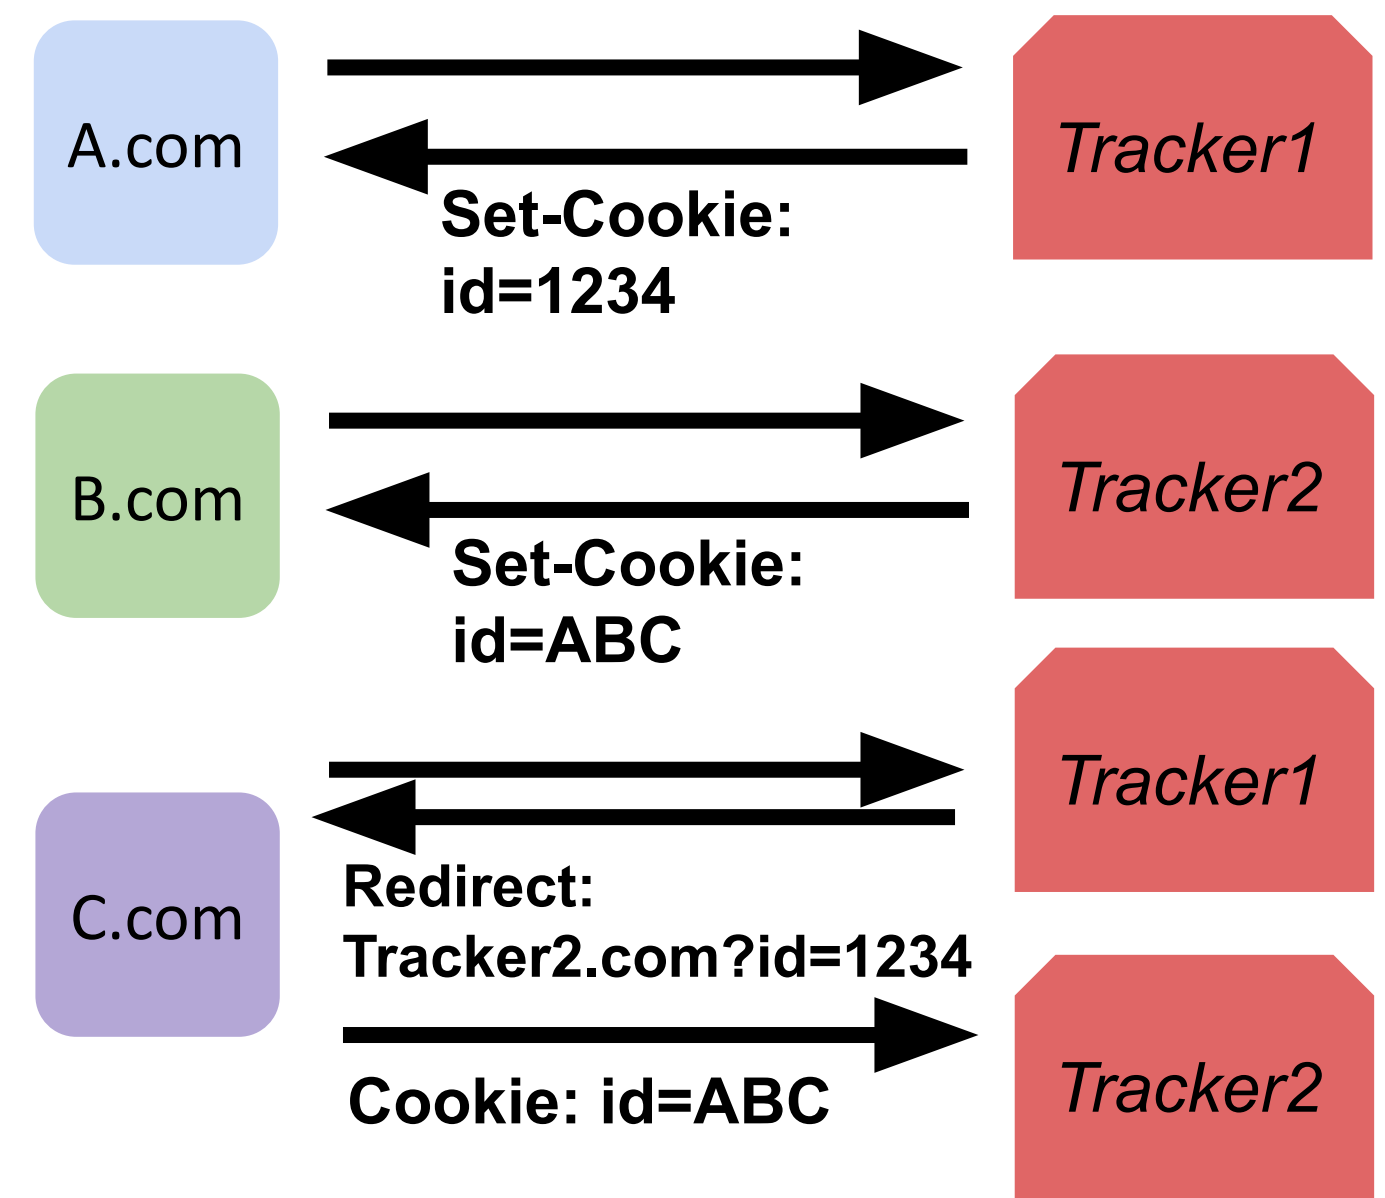 A.com
Tracker1
Set-Cookie:
id=1234
B.com
Tracker2
Set-Cookie:
id=ABC
Tracker1
C.com
Redirect:
Tracker2.com?id=1234
Cookie: id=ABC
Tracker2